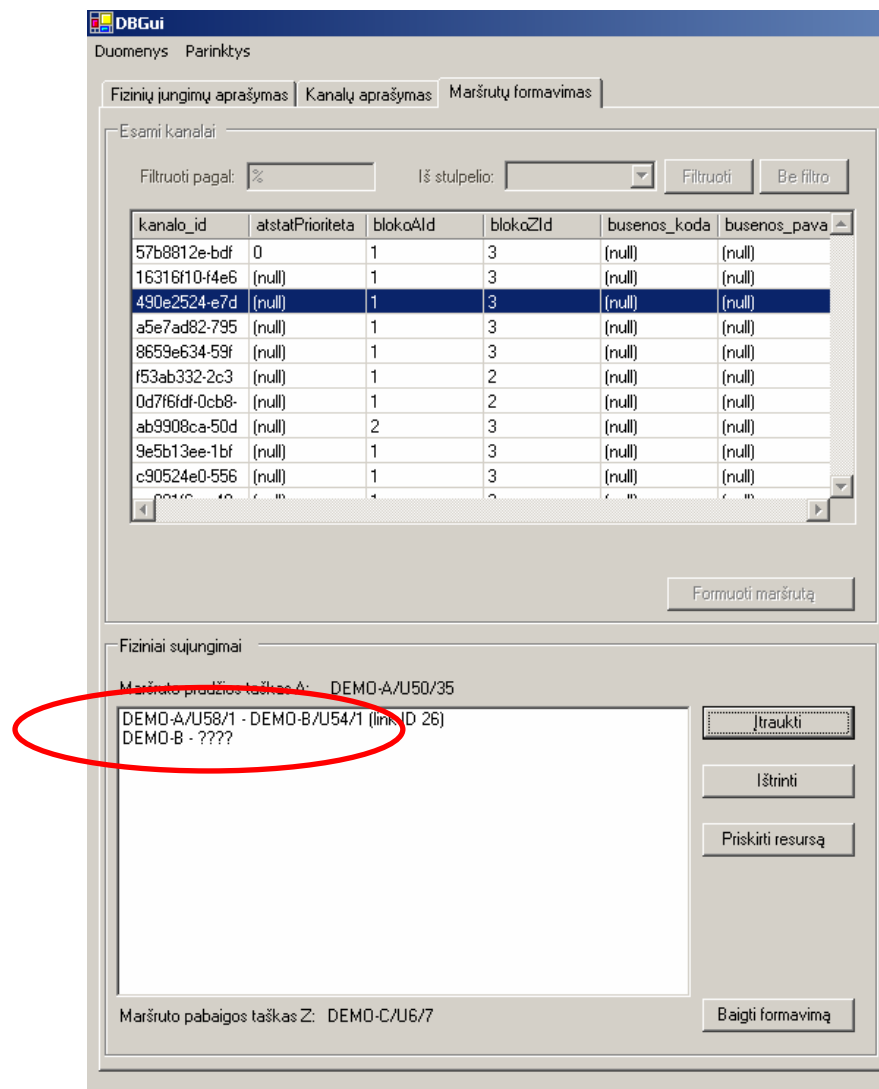 DBGui
Duomenys Parinktys
Fizinių jungimų aprašymas Kanalų aprašymas Maršrutų formavimas
Esami kanalai
Filtruoti pagal: % Iš stulpelio: Filtruoti Be filtro
kanalo_id atstatPrioriteta blokoAId blokoZId busenos_koda busenos_pava
57b8812e-bdf 0 1 3 (null) (null)
16316f10-f4e6 (null) 1 3 (null) (null)
490e2524-e7d (null) 1 3 (null) (null)
a5e7ad82-795 (null) 1 3 (null) (null)
8659e634-59f (null) 1 3 (null) (null)
f53ab332-2c3 (null) 1 2 (null) (null)
0d7f6fdf-0cb8- (null) 1 2 (null) (null)
ab9908ca-50d (null) 2 3 (null) (null)
9e5b13ee-1bf (null) 1 3 (null) (null)
c90524e0-556 (null) 1 3 (null) (null)
Formuoti maršrutą
Fiziniai sujungimai
Maršruto pradžios taškas A: DEMO-A/U50/35
DEMO-A/U58/1 - DEMO-B/U54/1 (link ID 26)
DEMO-B - ????
Įtraukti
Ištrinti
Priskirti resursą
Maršruto pabaigos taškas Z: DEMO-C/U6/7
Baigti formavimą